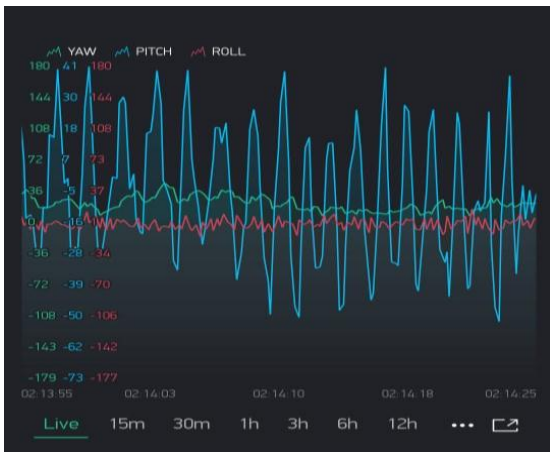 YAW PITCH ROLL
180 41 180
144 30 144
108 18 108
72 7 73
36 -5 37
0 -16 1
-36 -28 -34
-72 -39 -70
-108 -50 -106
-143 -62 -142
-179 -73 -177
02:13:55 02:14:03 02:14:10 02:14:18 02:14:25
Live 15m 30m 1h 3h 6h 12h •••